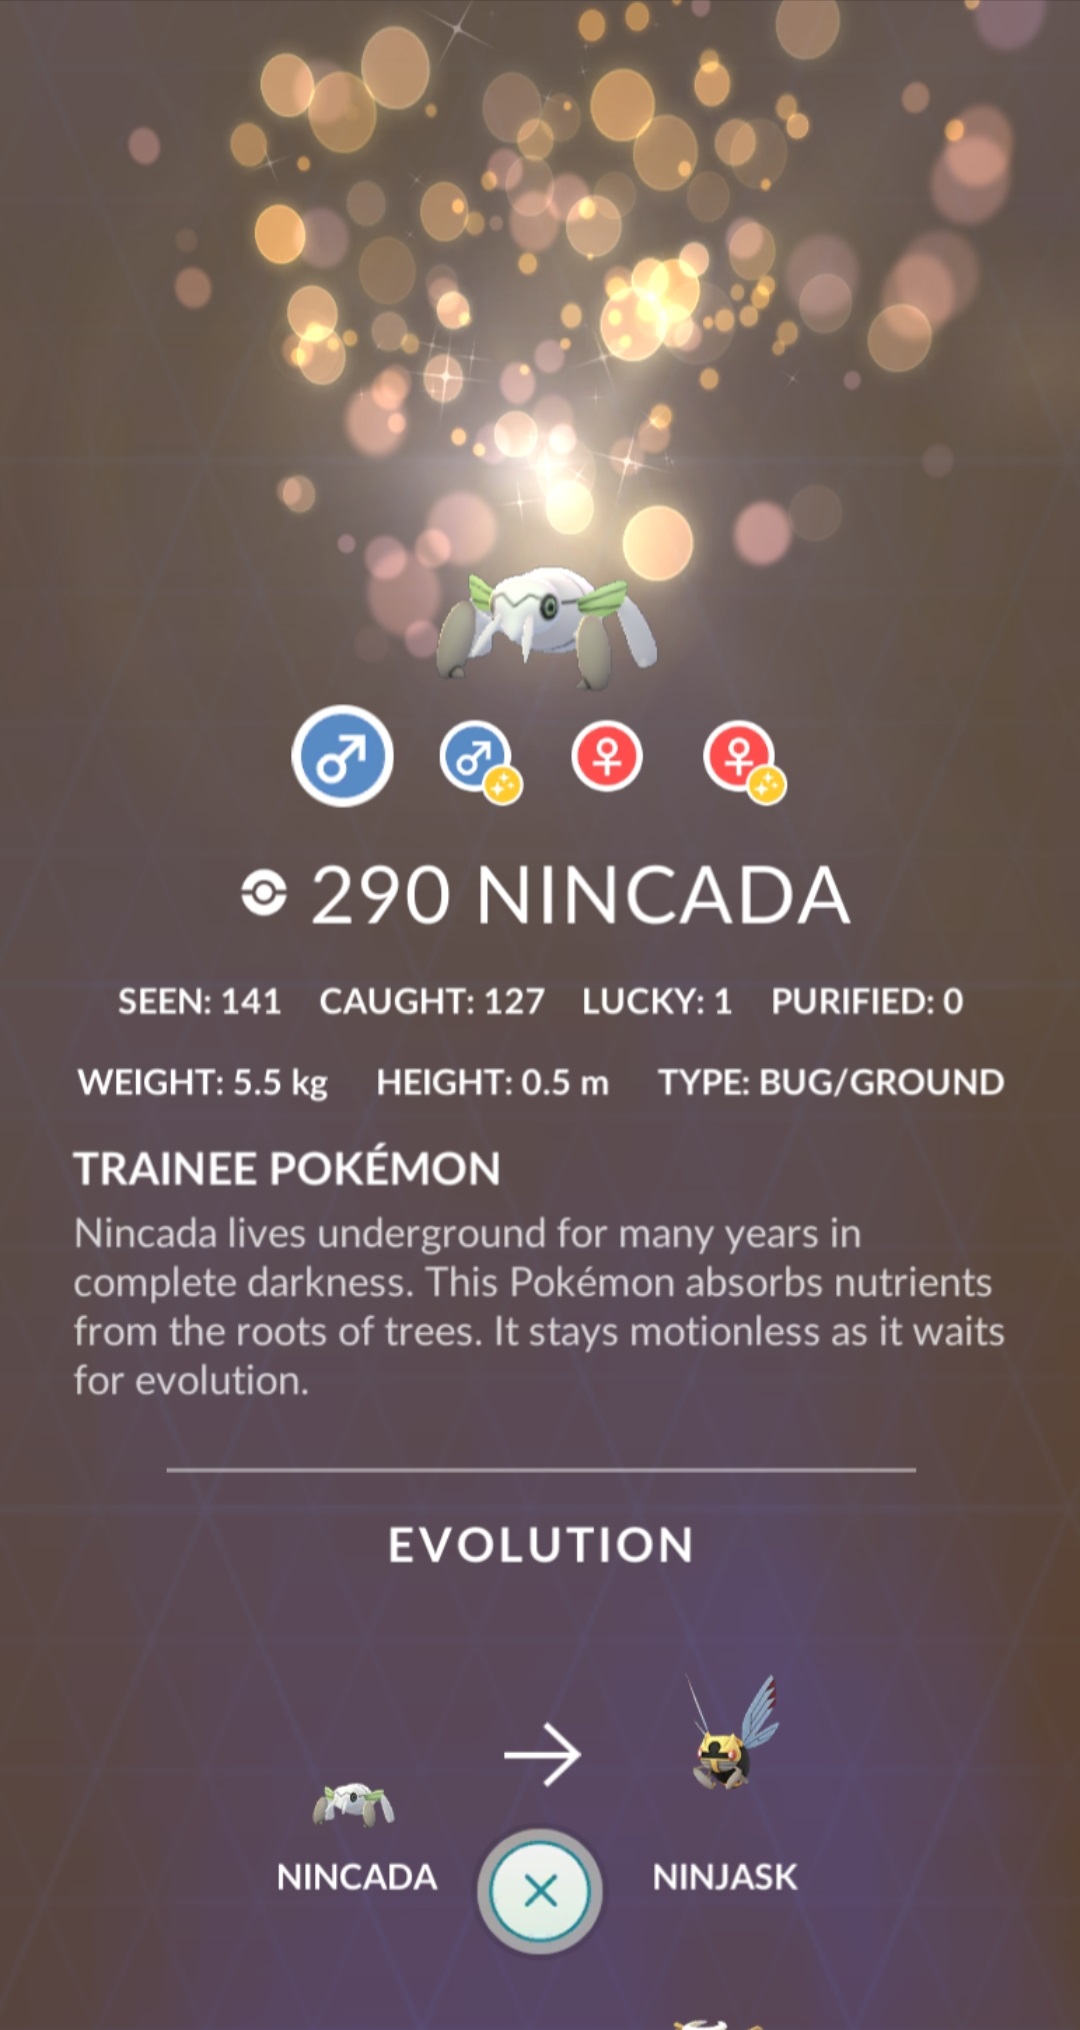 290 NINCADA
SEEN: 141 CAUGHT: 127 LUCKY: 1 PURIFIED: 0
WEIGHT: 5.5 kg HEIGHT: 0.5 m TYPE: BUG/GROUND
TRAINEE POKÉMON
Nincada lives underground for many years in
complete darkness. This Pokémon absorbs nutrients
from the roots of trees. It stays motionless as it waits
for evolution.
EVOLUTION
NINCADA NINJASK